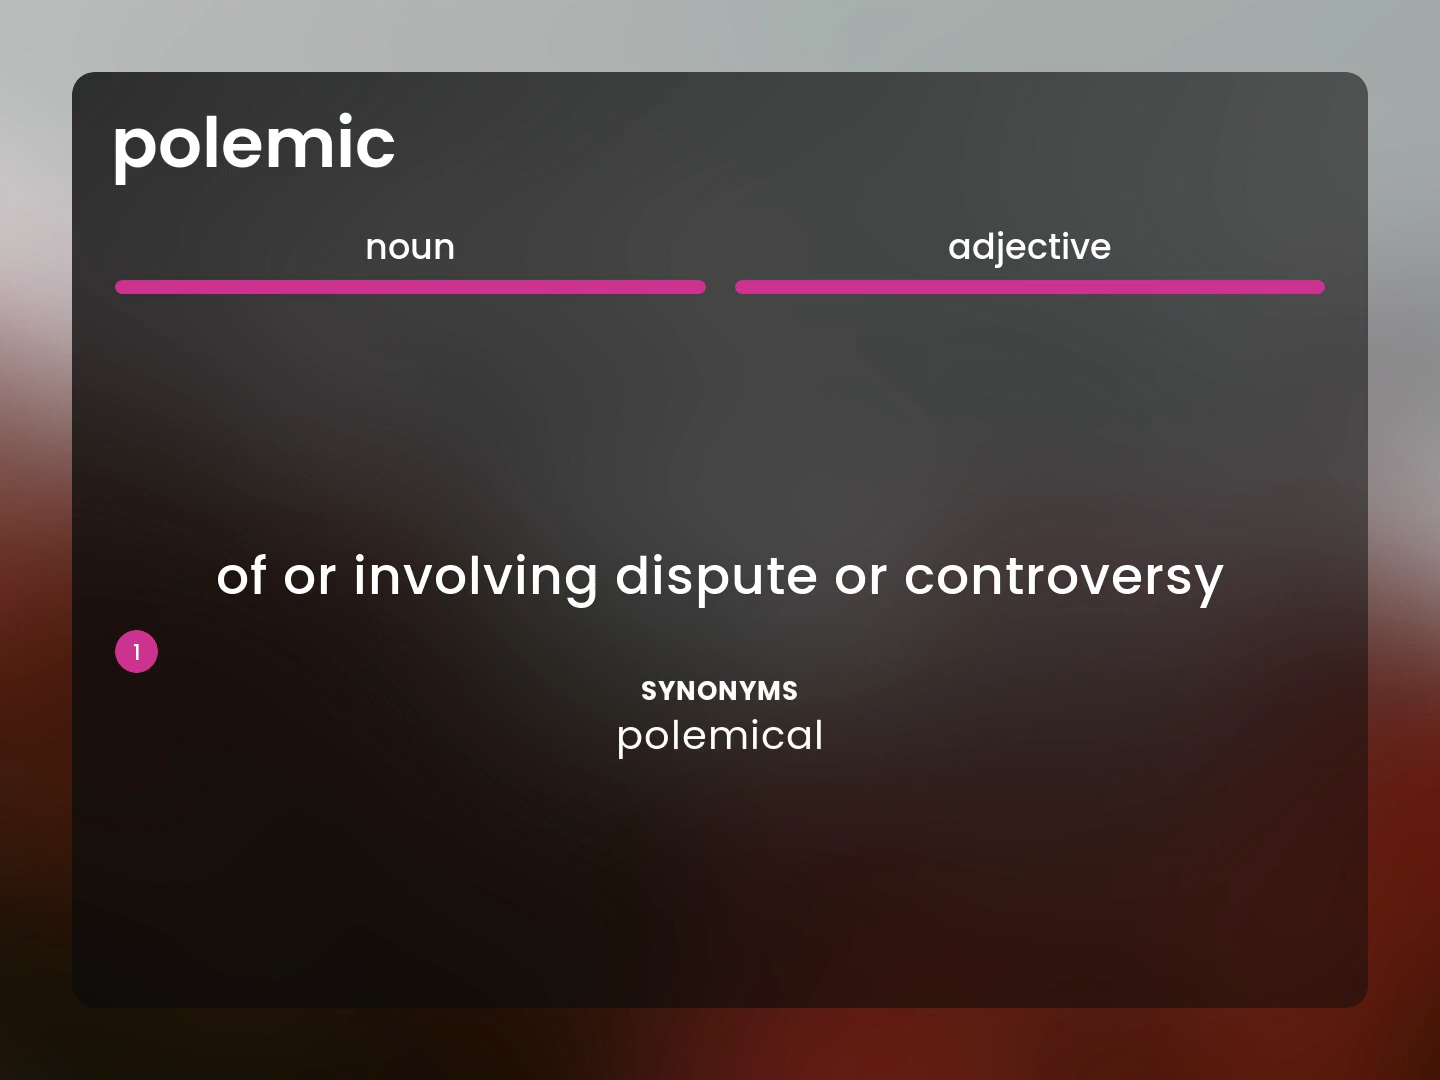 polemic
noun
adjective
of or involving dispute or controversy
1
SYNONYMS
polemical